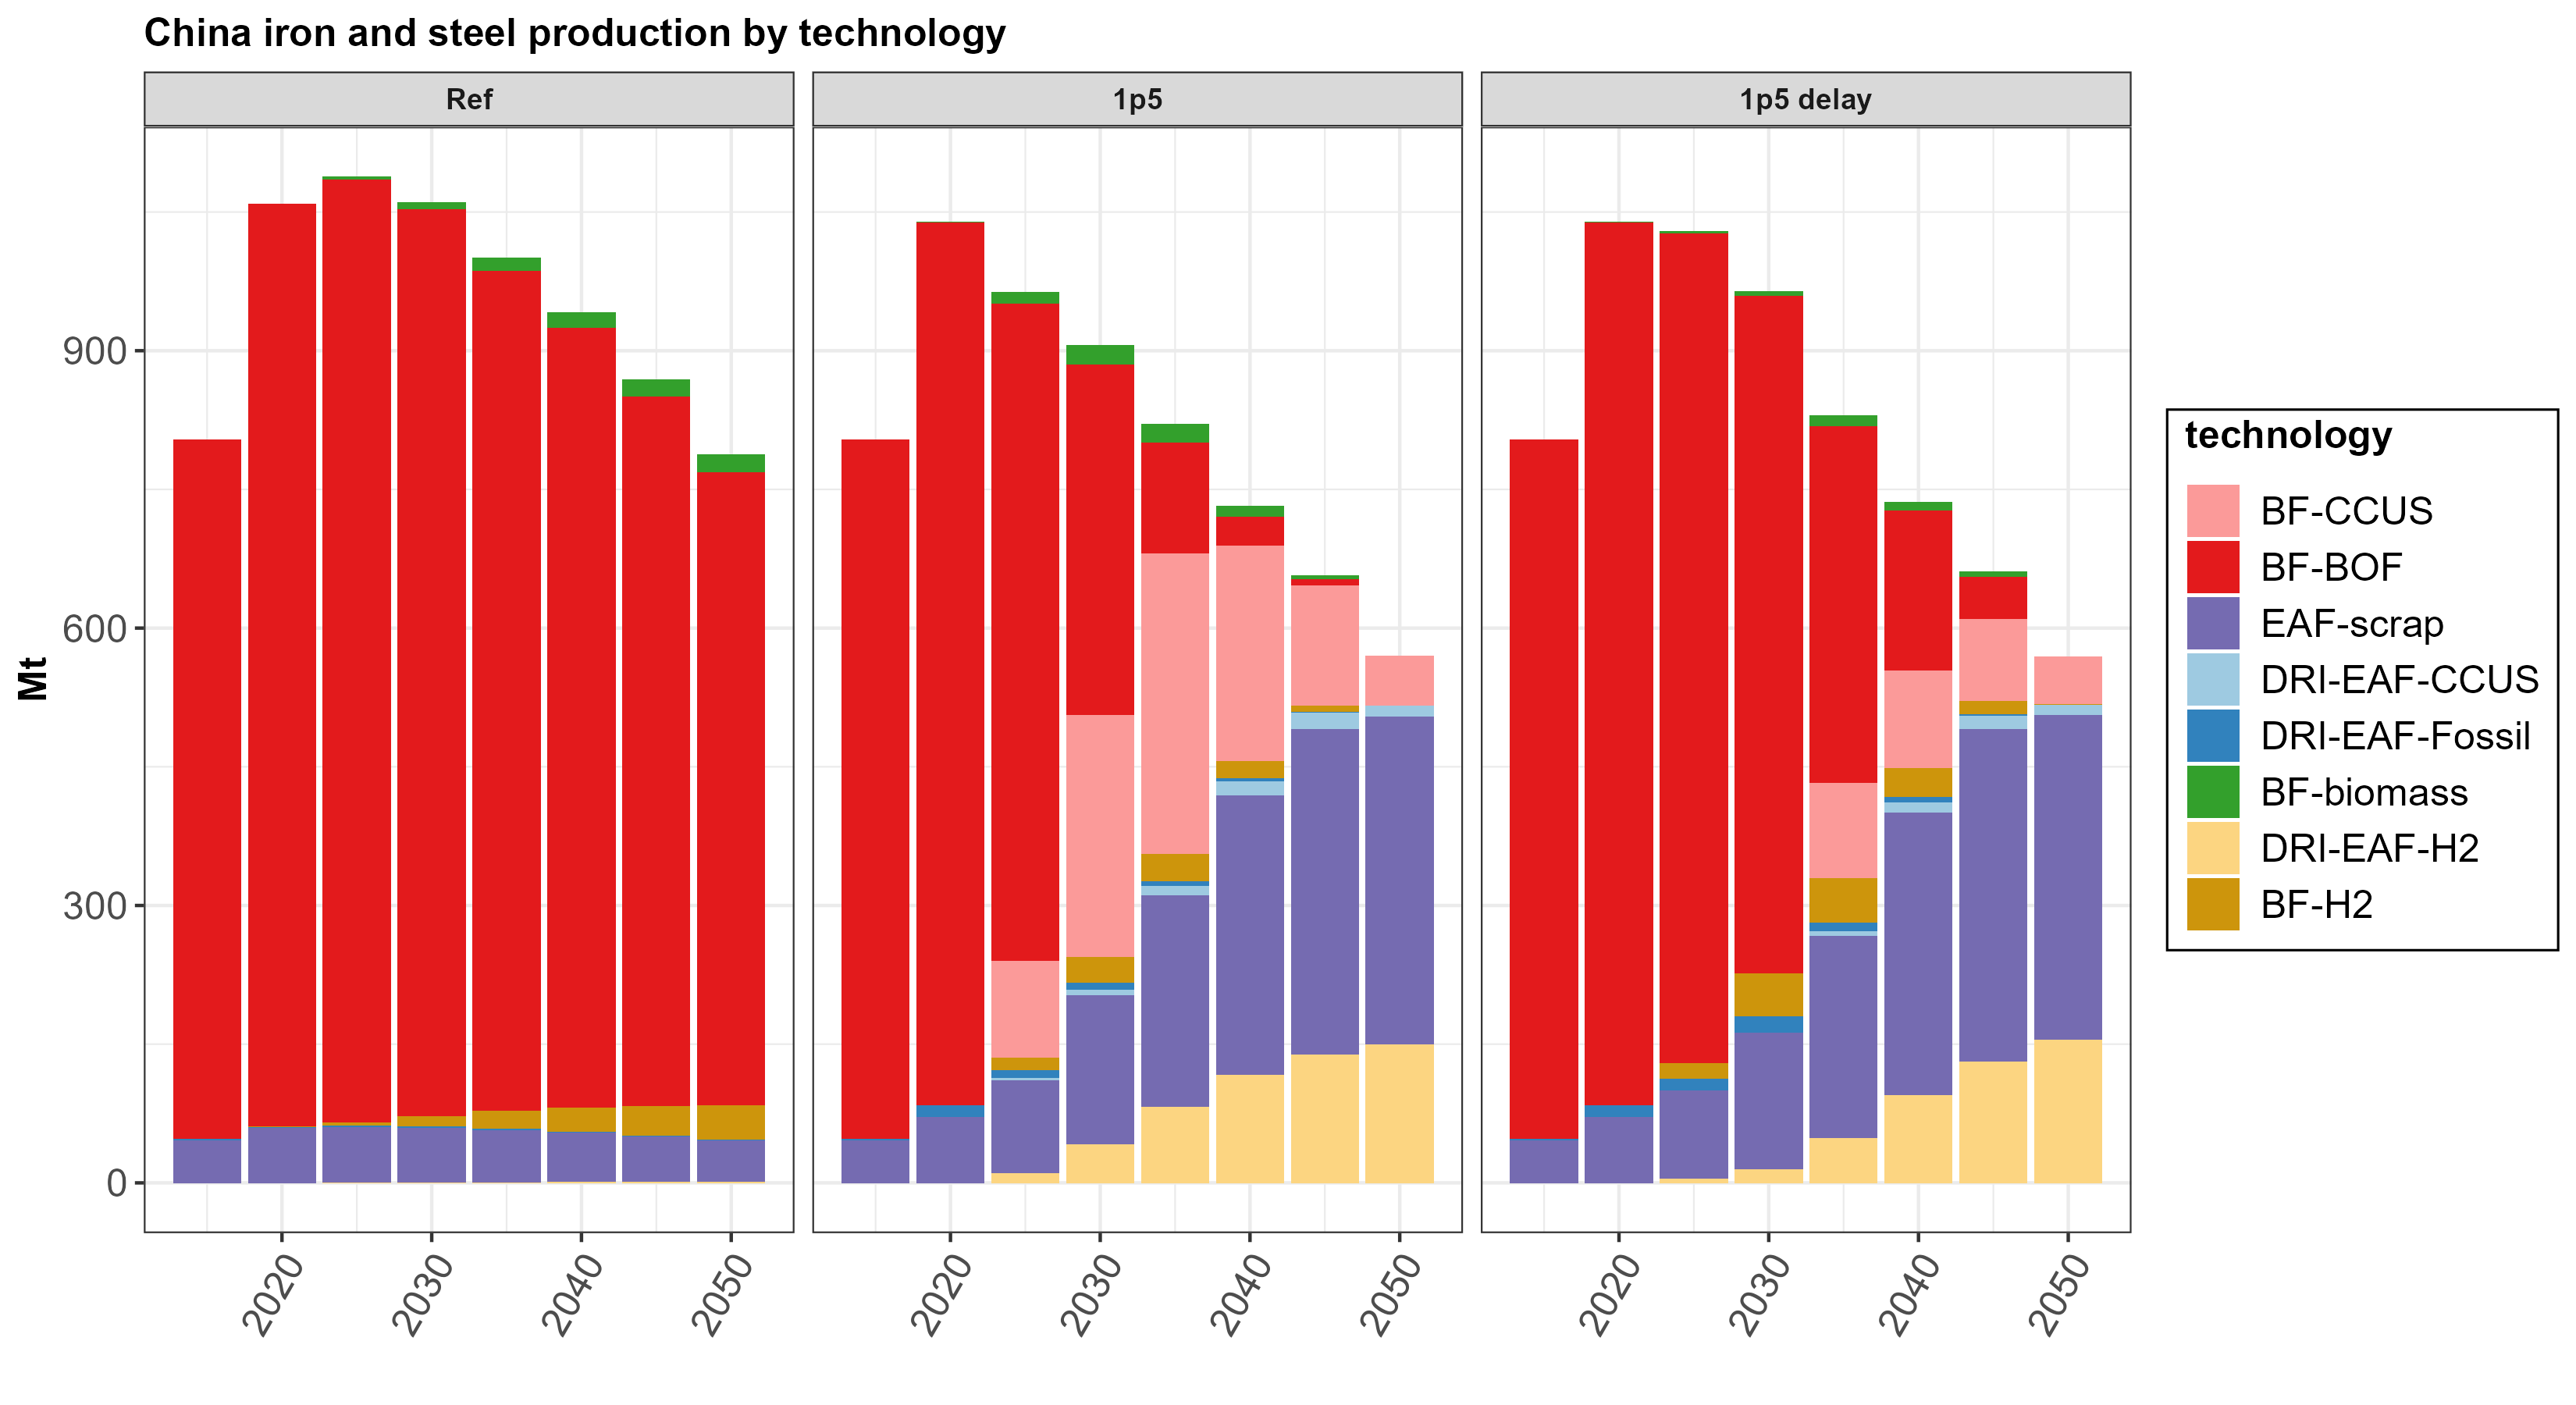 China iron and steel production by technology
Ref
1p5
1p5 delay
Mt
900
600
300
0
2020
2030
2040
2050
2020
2030
2040
2050
2020
2030
2040
2050
technology
BF-CCUS
BF-BOF
EAF-scrap
DRI-EAF-CCUS
DRI-EAF-Fossil
BF-biomass
DRI-EAF-H2
BF-H2